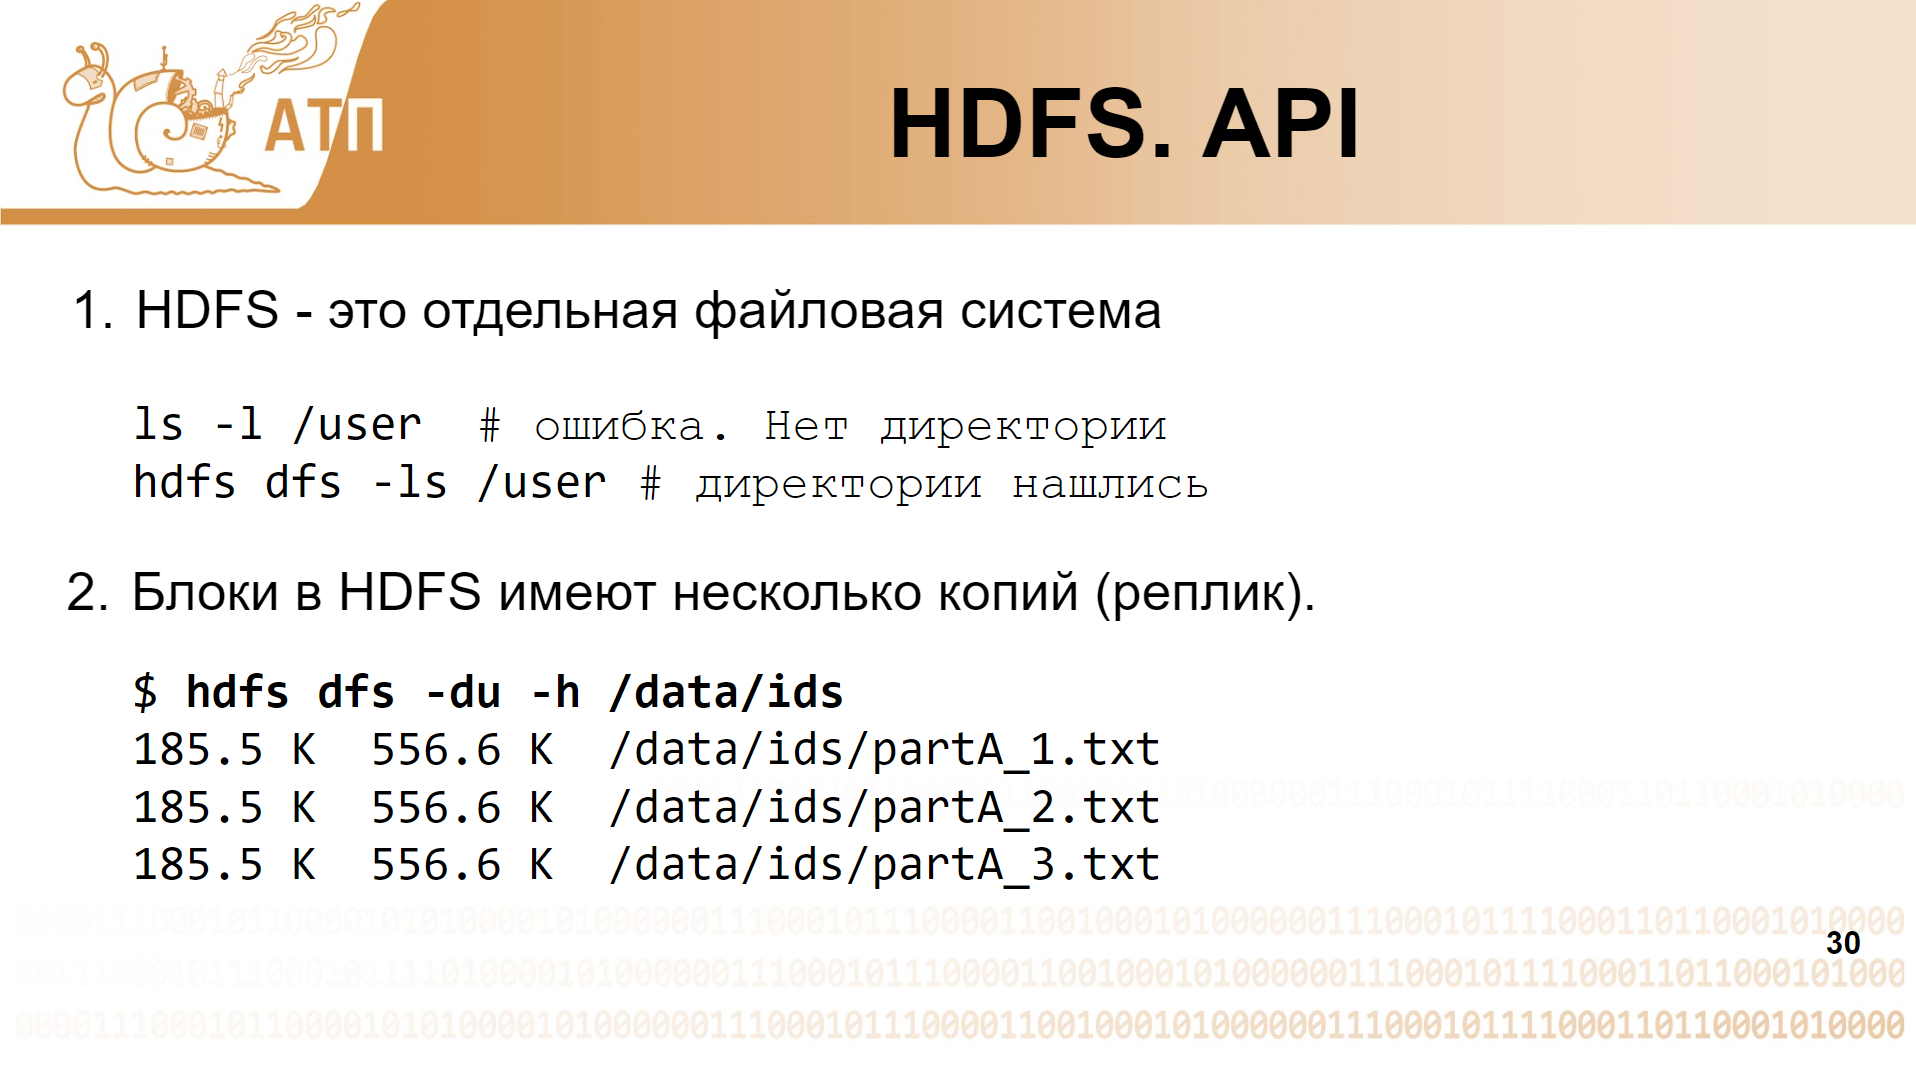 АТП
HDFS. API
1. HDFS - это отдельная файловая система
ls -l /user  # ошибка. Нет директории
hdfs dfs -ls /user # директории нашлись
2. Блоки в HDFS имеют несколько копий (реплик).
$ hdfs dfs -du -h /data/ids
185.5 K  556.6 K  /data/ids/partA_1.txt
185.5 K  556.6 K  /data/ids/partA_2.txt
185.5 K  556.6 K  /data/ids/partA_3.txt
30